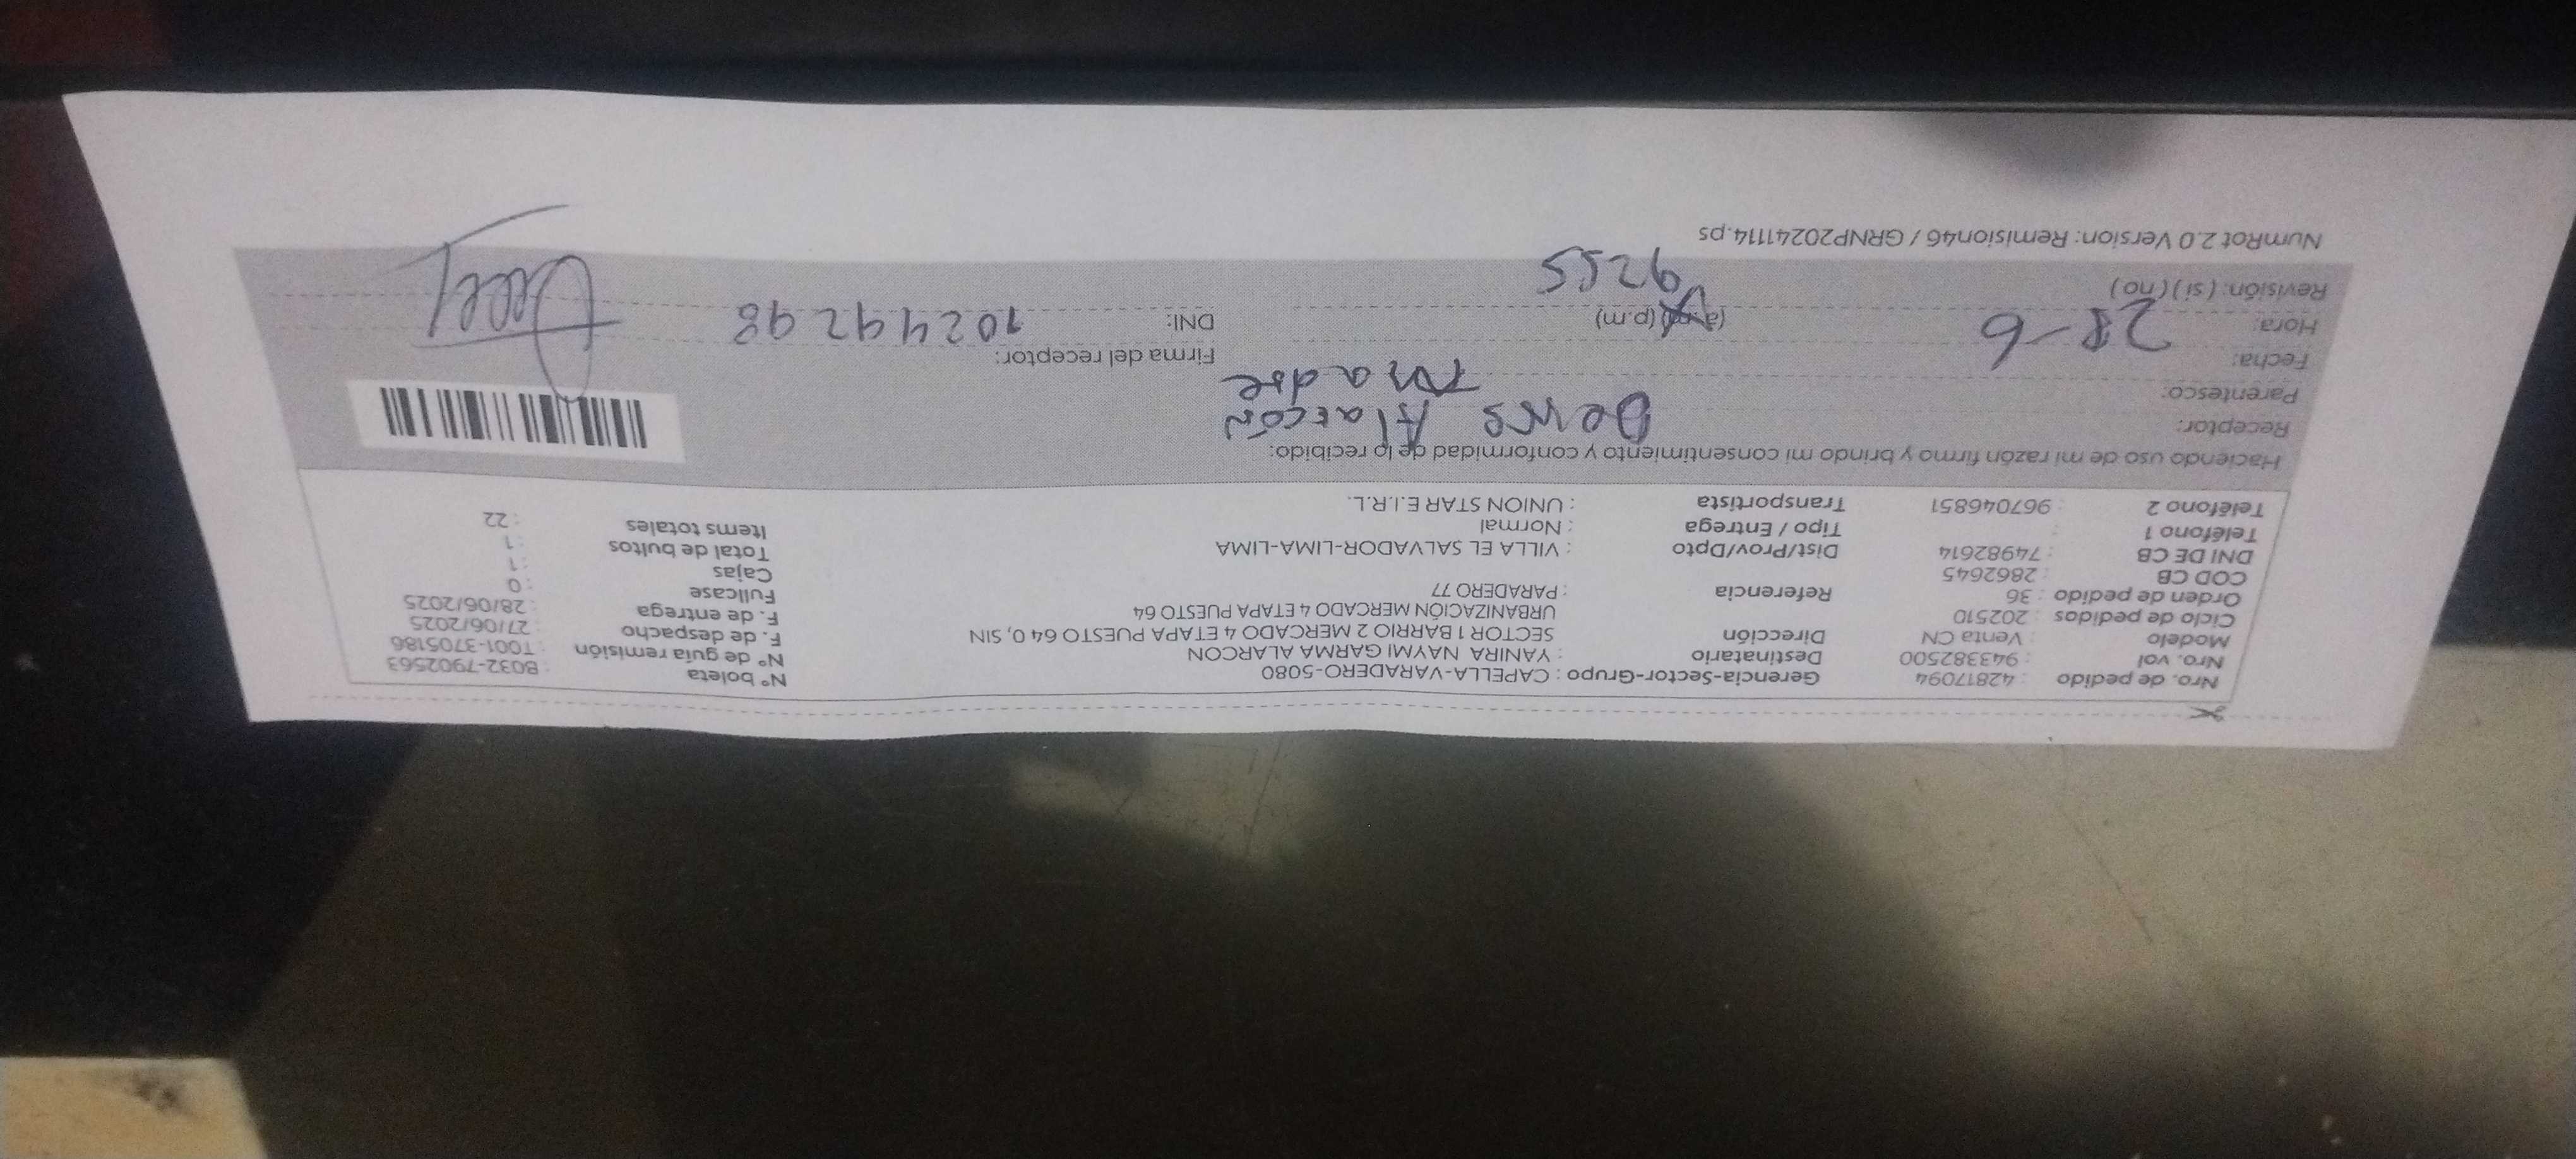 Nro. de pedido : 42817094 Gerencia-Sector-Grupo : CAPELLA-VARADERO-5080 N° boleta : B032-7902563
Nro. vol : 943382500 Destinatario : YANIRA NAYMI GARMA ALARCON N° de guía remisión : T001-3705186
Modelo : Venta CN Dirección SECTOR 1 BARRIO 2 MERCADO 4 ETAPA PUESTO 64 0, SIN F. de despacho : 27/06/2025
Ciclo de pedidos : 202510 URBANIZACIÓN MERCADO 4 ETAPA PUESTO 64 F. de entrega : 28/06/2025
Orden de pedido : 36 Referencia : PARADERO 77 Fullcase : 0
COD CB : 2862645 Cajas : 1
DNI DE CB : 74982614 Dist/Prov/Dpto : VILLA EL SALVADOR-LIMA-LIMA Total de bultos : 1
Teléfono 1 : Tipo / Entrega : Normal Items totales : 22
Teléfono 2 : 967046851 Transportista : UNION STAR E.I.R.L.
Haciendo uso de mi razón firmo y brindo mi consentimiento y conformidad de lo recibido:
Receptor: Alarcón
Parentesco: madre
Fecha: 28-6 Firma del receptor:
Hora: (a.m) (p.m) DNI: 10244298
Revisión: (si) (no) 9255
NumRot 2.0 Version: Remision46 / GRNP20241114.ps